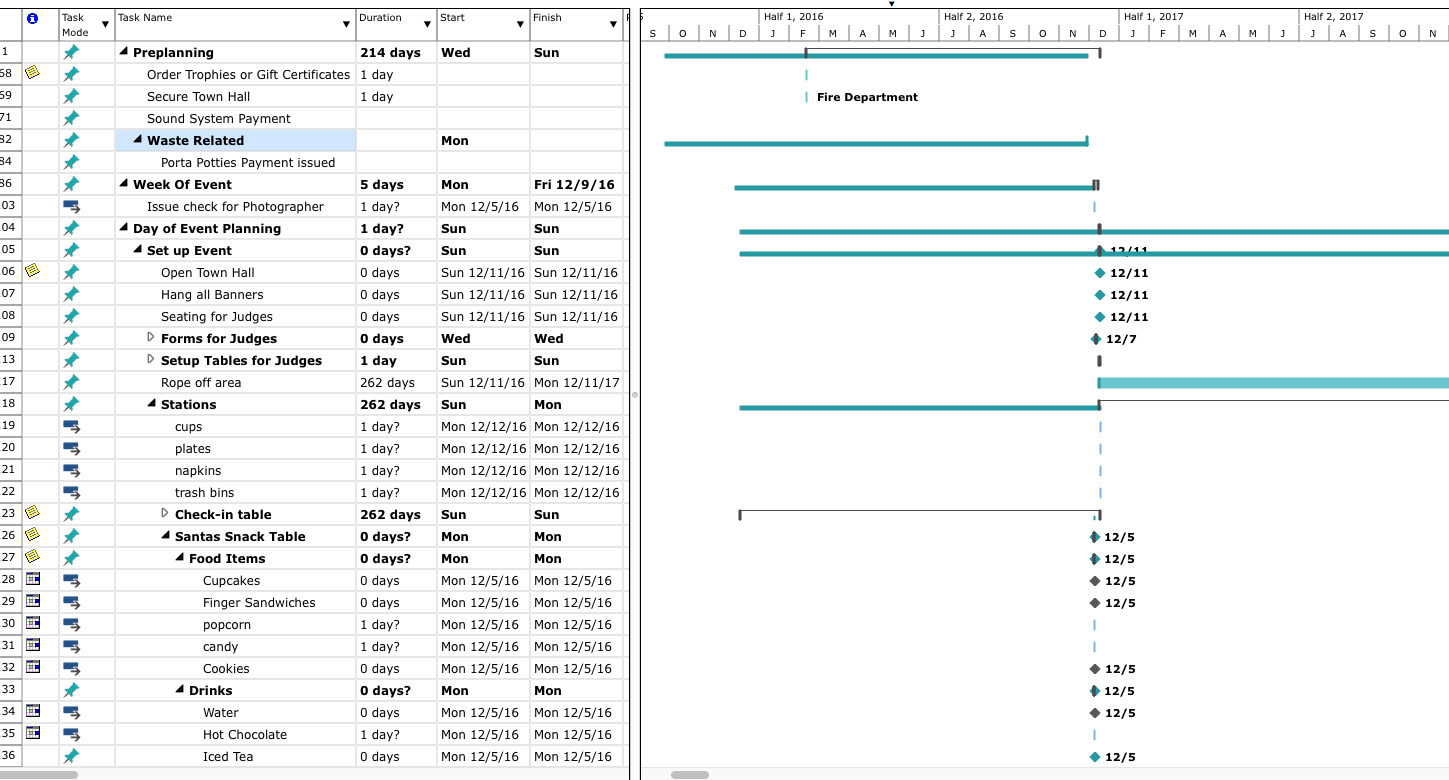 Task Mode Task Name Duration Start Finish
Half 1, 2016 Half 2, 2016 Half 1, 2017 Half 2, 2017
S O N D J F M A M J J A S O N D J F M A M J J A S O N
1 Preplanning 214 days Wed Sun
68 Order Trophies or Gift Certificates 1 day
69 Secure Town Hall 1 day Fire Department
71 Sound System Payment
82 Waste Related Mon
84 Porta Potties Payment issued
86 Week Of Event 5 days Mon Fri 12/9/16
03 Issue check for Photographer 1 day? Mon 12/5/16 Mon 12/5/16
04 Day of Event Planning 1 day? Sun Sun
05 Set up Event 0 days? Sun Sun 12/11
06 Open Town Hall 0 days Sun 12/11/16 Sun 12/11/16 12/11
07 Hang all Banners 0 days Sun 12/11/16 Sun 12/11/16 12/11
08 Seating for Judges 0 days Sun 12/11/16 Sun 12/11/16 12/11
09 Forms for Judges 0 days Wed Wed 12/7
13 Setup Tables for Judges 1 day Sun Sun
17 Rope off area 262 days Sun 12/11/16 Mon 12/11/17
18 Stations 262 days Sun Mon
19 cups 1 day? Mon 12/12/16 Mon 12/12/16
20 plates 1 day? Mon 12/12/16 Mon 12/12/16
21 napkins 1 day? Mon 12/12/16 Mon 12/12/16
22 trash bins 1 day? Mon 12/12/16 Mon 12/12/16
23 Check-in table 262 days Sun Sun
26 Santas Snack Table 0 days? Mon Mon 12/5
27 Food Items 0 days? Mon Mon 12/5
28 Cupcakes 0 days Mon 12/5/16 Mon 12/5/16 12/5
29 Finger Sandwiches 0 days Mon 12/5/16 Mon 12/5/16 12/5
30 popcorn 1 day? Mon 12/5/16 Mon 12/5/16
31 candy 1 day? Mon 12/5/16 Mon 12/5/16
32 Cookies 0 days Mon 12/5/16 Mon 12/5/16 12/5
33 Drinks 0 days? Mon Mon 12/5
34 Water 0 days Mon 12/5/16 Mon 12/5/16 12/5
35 Hot Chocolate 1 day? Mon 12/5/16 Mon 12/5/16
36 Iced Tea 0 days Mon 12/5/16 Mon 12/5/16 12/5